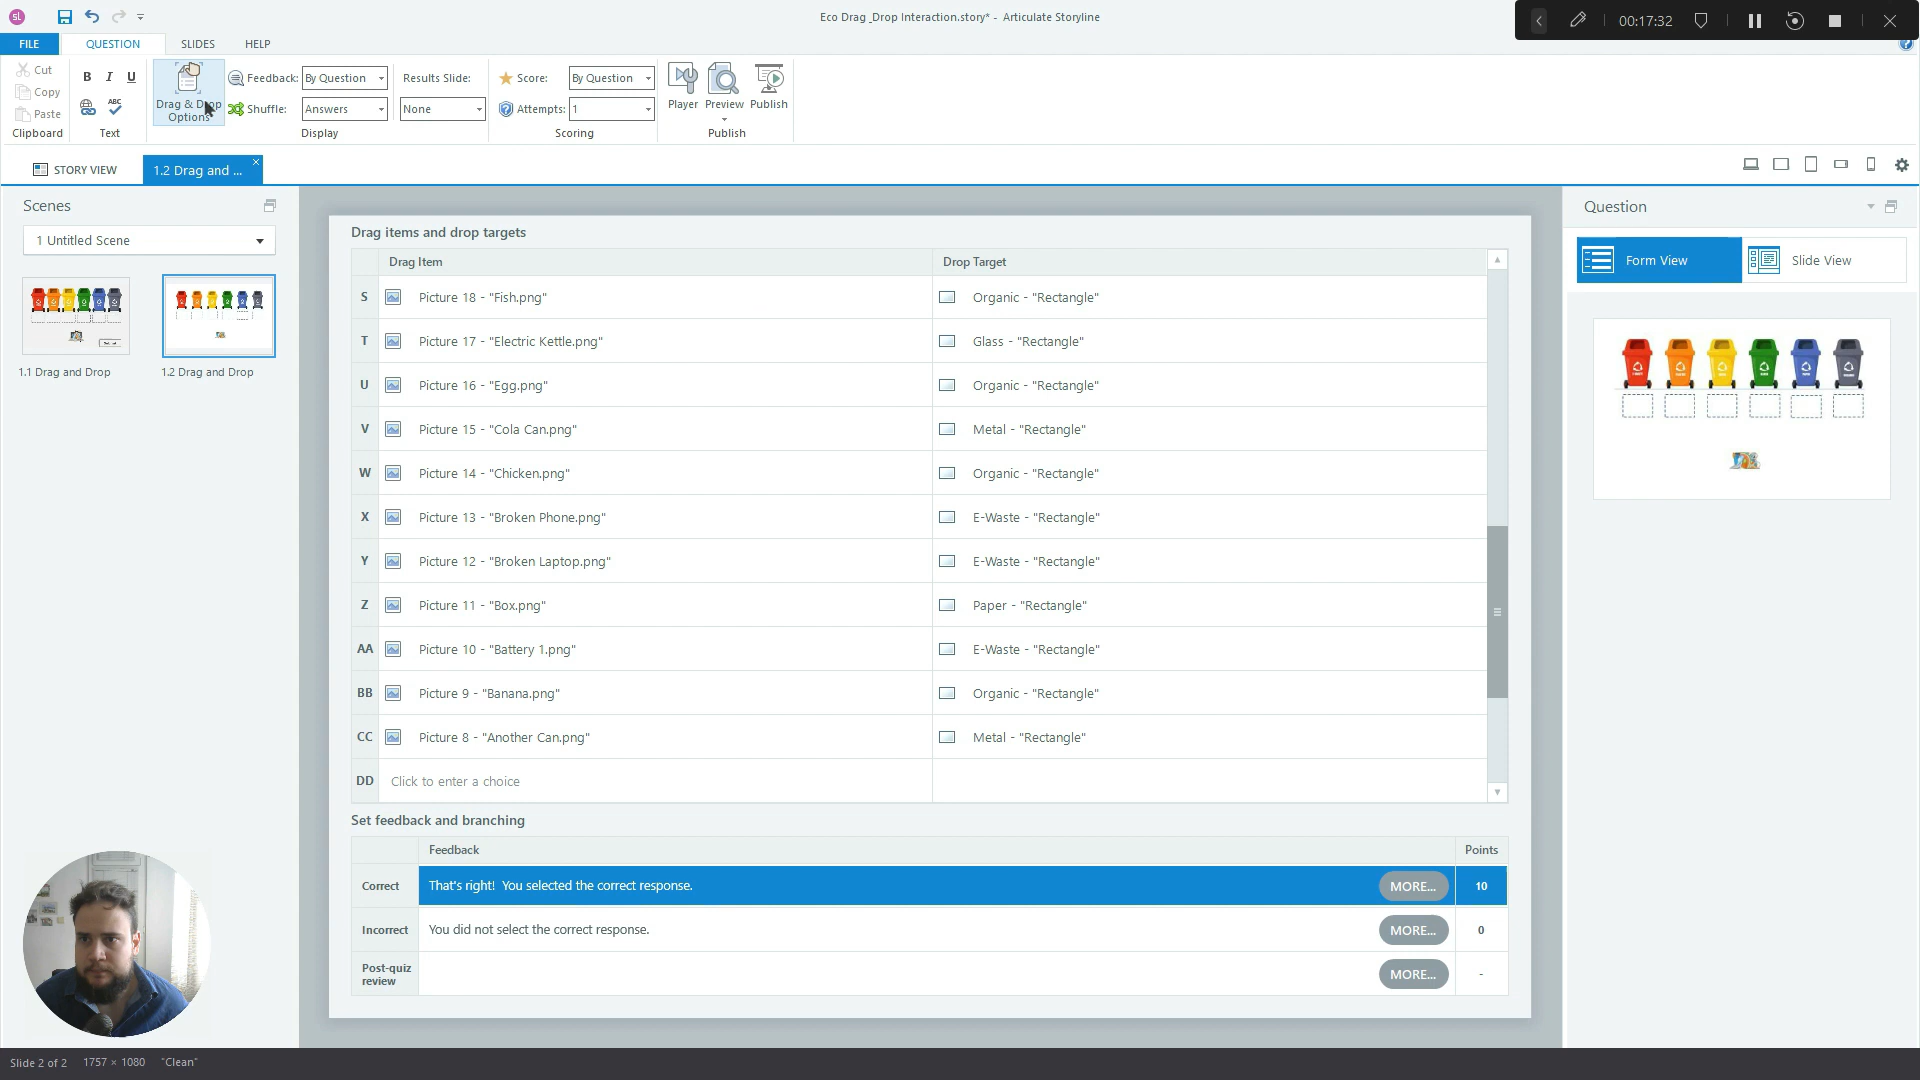 sl
Eco Drag _Drop Interaction.story* - Articulate Storyline
00:17:32
FILE
QUESTION
SLIDES
HELP
Cut
Copy
Paste
Clipboard
B I U
ABC
Text
Drag & Drop
Options
Feedback: By Question
Shuffle: Answers
Display
Results Slide:
None
Score: By Question
Attempts: 1
Scoring
Player
Preview
Publish
Publish
STORY VIEW
1.2 Drag and ...
Scenes
1 Untitled Scene
1.1 Drag and Drop
1.2 Drag and Drop
Drag items and drop targets
Drag Item Drop Target
S Picture 18 - "Fish.png" Organic - "Rectangle"
T Picture 17 - "Electric Kettle.png" Glass - "Rectangle"
U Picture 16 - "Egg.png" Organic - "Rectangle"
V Picture 15 - "Cola Can.png" Metal - "Rectangle"
W Picture 14 - "Chicken.png" Organic - "Rectangle"
X Picture 13 - "Broken Phone.png" E-Waste - "Rectangle"
Y Picture 12 - "Broken Laptop.png" E-Waste - "Rectangle"
Z Picture 11 - "Box.png" Paper - "Rectangle"
AA Picture 10 - "Battery 1.png" E-Waste - "Rectangle"
BB Picture 9 - "Banana.png" Organic - "Rectangle"
CC Picture 8 - "Another Can.png" Metal - "Rectangle"
DD Click to enter a choice
Set feedback and branching
Feedback Points
Correct That's right! You selected the correct response. MORE... 10
Incorrect You did not select the correct response. MORE... 0
Post-quiz
review MORE... -
Question
Form View
Slide View
Slide 2 of 2 1757 × 1080 "Clean"